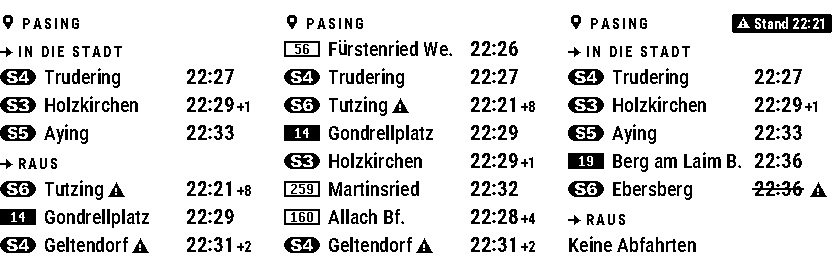 PASING
→ IN DIE STADT
S4 Trudering 22:27
S3 Holzkirchen 22:29 +1
S5 Aying 22:33
→ RAUS
S6 Tutzing 22:21 +8
14 Gondrellplatz 22:29
S4 Geltendorf 22:31 +2
PASING
56 Fürstenried We. 22:26
S4 Trudering 22:27
S6 Tutzing 22:21 +8
14 Gondrellplatz 22:29
S3 Holzkirchen 22:29 +1
259 Martinsried 22:32
160 Allach Bf. 22:28 +4
S4 Geltendorf 22:31 +2
PASING Stand 22:21
→ IN DIE STADT
S4 Trudering 22:27
S3 Holzkirchen 22:29 +1
S5 Aying 22:33
19 Berg am Laim B. 22:36
S6 Ebersberg 22:36
→ RAUS
Keine Abfahrten